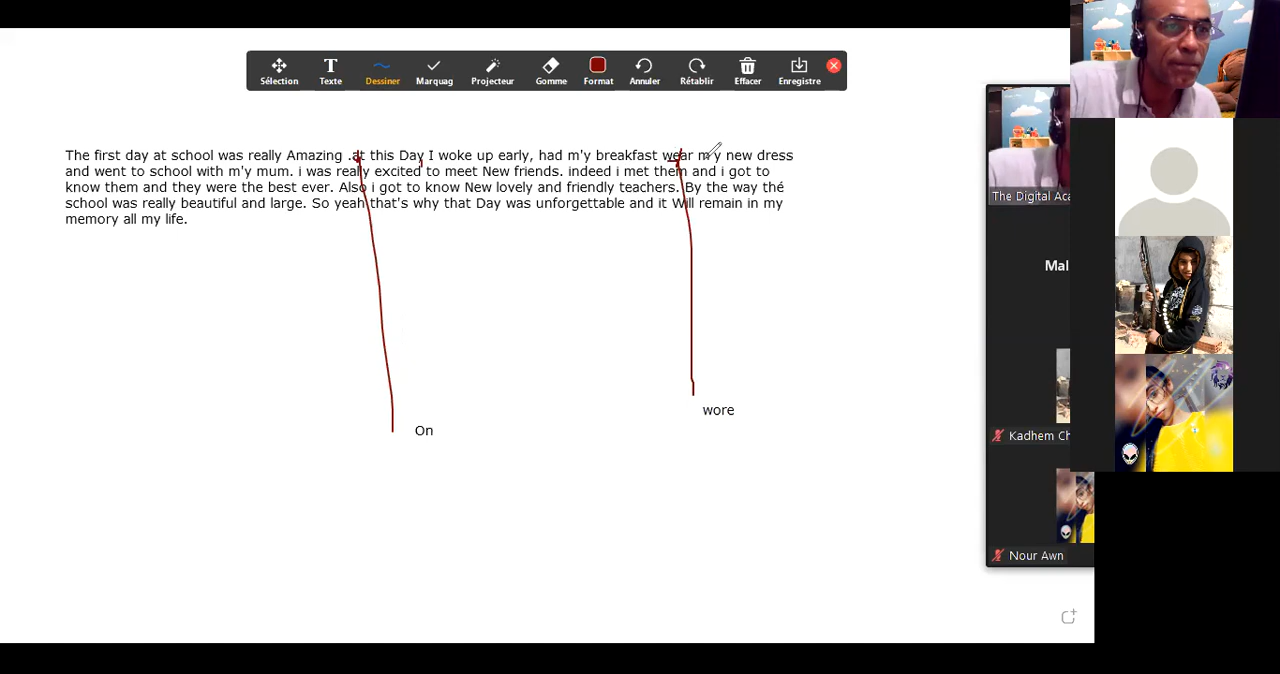 Sélection Texte Dessiner Marquag Projecteur Gomme Format Annuler Rétablir Effacer Enregistre
The first day at school was really Amazing .at this Day I woke up early, had m'y breakfast wear m'y new dress
and went to school with m'y mum. i was really excited to meet New friends. indeed i met them and i got to
know them and they were the best ever. Also i got to know New lovely and friendly teachers. By the way thé
school was really beautiful and large. So yeah that's why that Day was unforgettable and it Will remain in my
memory all my life.
wore
On
The Digital Aca
Mal
Kadhem Ch
Nour Awn